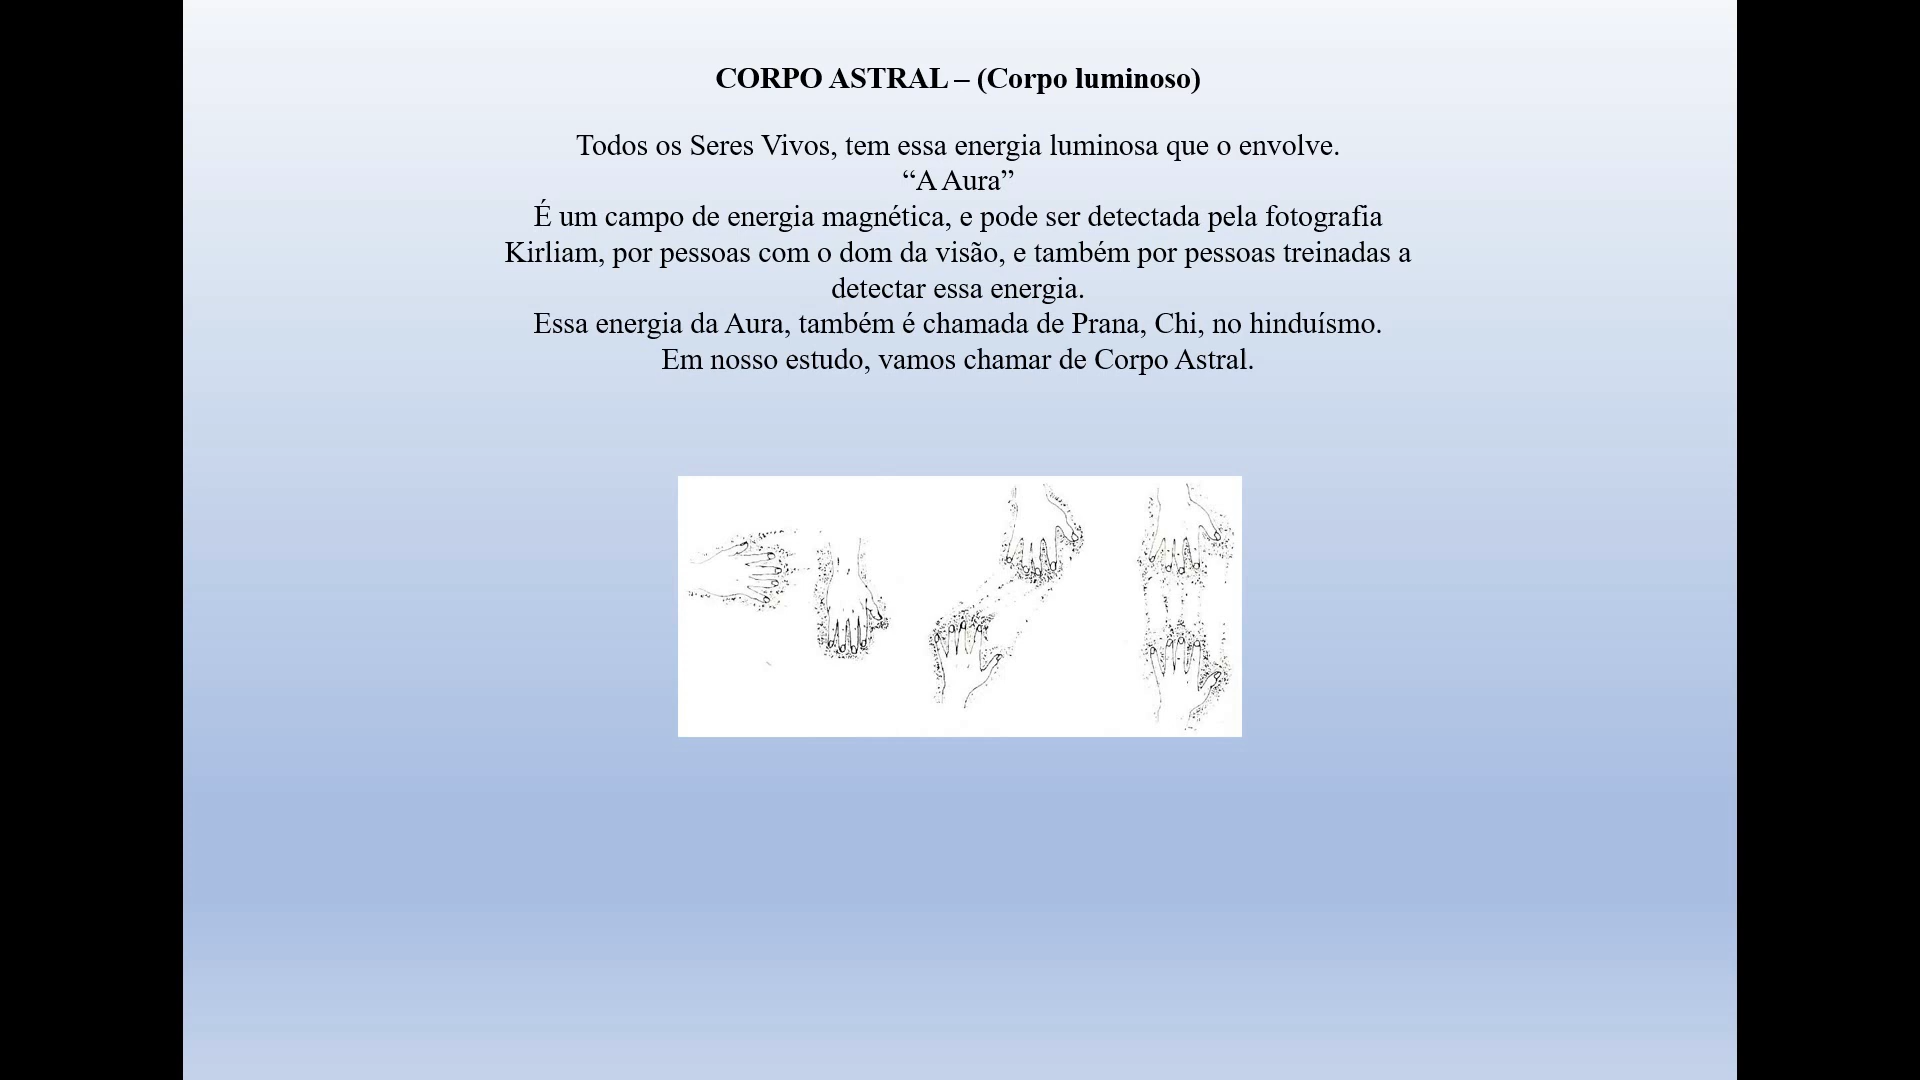 CORPO ASTRAL – (Corpo luminoso)
Todos os Seres Vivos, tem essa energia luminosa que o envolve.
“A Aura”
É um campo de energia magnética, e pode ser detectada pela fotografia
Kirliam, por pessoas com o dom da visão, e também por pessoas treinadas a
detectar essa energia.
Essa energia da Aura, também é chamada de Prana, Chi, no hinduísmo.
Em nosso estudo, vamos chamar de Corpo Astral.